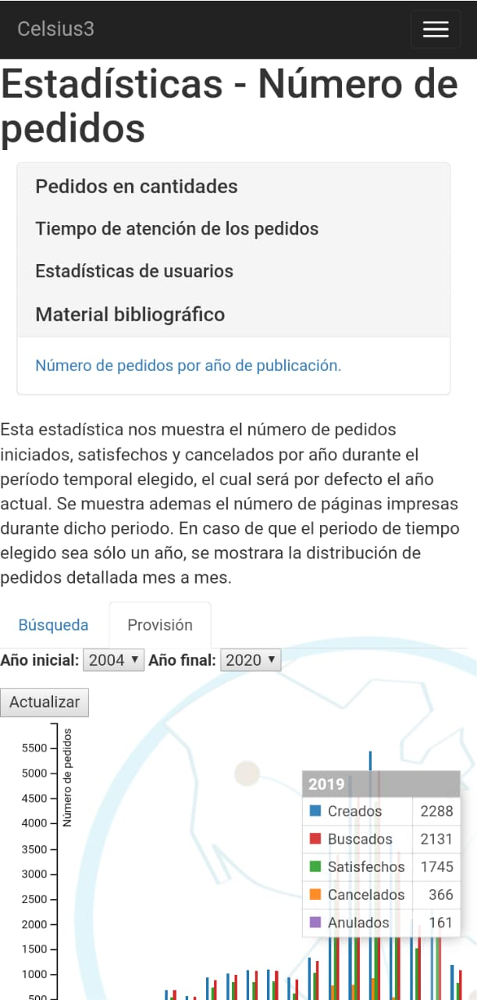 Celsius3
Estadísticas - Número de
pedidos
Pedidos en cantidades
Tiempo de atención de los pedidos
Estadísticas de usuarios
Material bibliográfico
Número de pedidos por año de publicación.
Esta estadística nos muestra el número de pedidos
iniciados, satisfechos y cancelados por año durante el
período temporal elegido, el cual será por defecto el año
actual. Se muestra ademas el número de páginas impresas
durante dicho periodo. En caso de que el periodo de tiempo
elegido sea sólo un año, se mostrara la distribución de
pedidos detallada mes a mes.
Búsqueda Provisión
Año inicial: 2004 Año final: 2020
Actualizar
Número de pedidos
5500
5000
4500
4000
3500
3000
2500
2000
1500
1000
500
2019
Creados 2288
Buscados 2131
Satisfechos 1745
Cancelados 366
Anulados 161